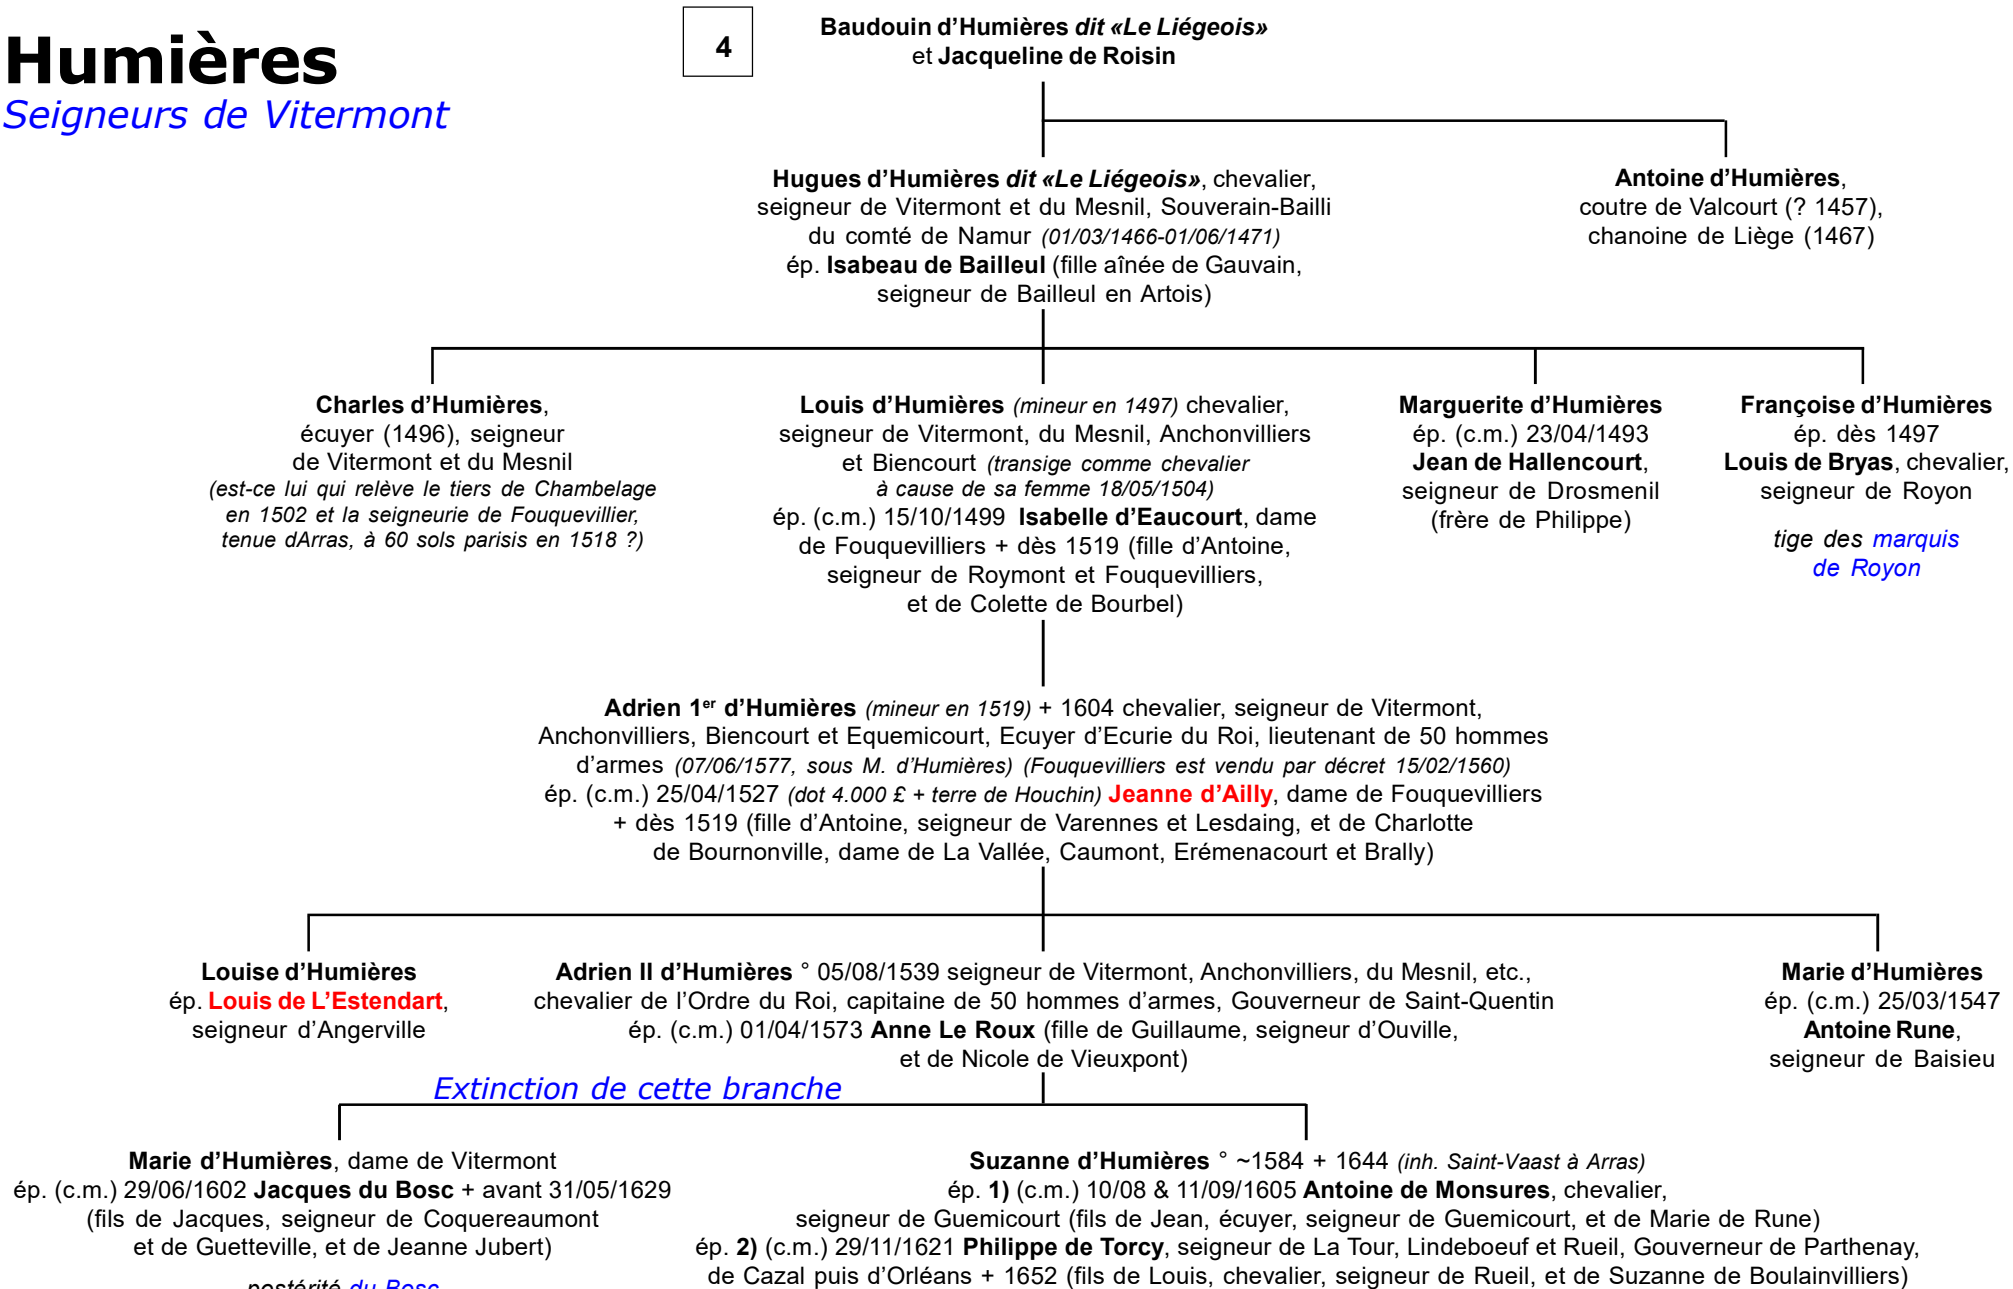 Humières
Seigneurs de Vitermont
4
Baudouin d’Humières dit «Le Liégeois»
et Jacqueline de Roisin
Hugues d’Humières dit «Le Liégeois», chevalier,
seigneur de Vitermont et du Mesnil, Souverain-Bailli
du comté de Namur (01/03/1466-01/06/1471)
ép. Isabeau de Bailleul (fille aînée de Gauvain,
seigneur de Bailleul en Artois)
Antoine d’Humières,
coutre de Valcourt (? 1457),
chanoine de Liège (1467)
Charles d’Humières,
écuyer (1496), seigneur
de Vitermont et du Mesnil
(est-ce lui qui relève le tiers de Chambelage
en 1502 et la seigneurie de Fouquevillier,
tenue dArras, à 60 sols parisis en 1518 ?)
Louis d’Humières (mineur en 1497) chevalier,
seigneur de Vitermont, du Mesnil, Anchonvilliers
et Biencourt (transige comme chevalier
à cause de sa femme 18/05/1504)
ép. (c.m.) 15/10/1499 Isabelle d’Eaucourt, dame
de Fouquevilliers + dès 1519 (fille d’Antoine,
seigneur de Roymont et Fouquevilliers,
et de Colette de Bourbel)
Marguerite d’Humières
ép. (c.m.) 23/04/1493
Jean de Hallencourt,
seigneur de Drosmenil
(frère de Philippe)
Françoise d’Humières
ép. dès 1497
Louis de Bryas, chevalier,
seigneur de Royon
tige des marquis
de Royon
Adrien 1er d’Humières (mineur en 1519) + 1604 chevalier, seigneur de Vitermont,
Anchonvilliers, Biencourt et Equemicourt, Ecuyer d’Ecurie du Roi, lieutenant de 50 hommes
d’armes (07/06/1577, sous M. d’Humières) (Fouquevilliers est vendu par décret 15/02/1560)
ép. (c.m.) 25/04/1527 (dot 4.000 £ + terre de Houchin) Jeanne d’Ailly, dame de Fouquevilliers
+ dès 1519 (fille d’Antoine, seigneur de Varennes et Lesdaing, et de Charlotte
de Bournonville, dame de La Vallée, Caumont, Erémenacourt et Brally)
Louise d’Humières
ép. Louis de L’Estendart,
seigneur d’Angerville
Adrien II d’Humières ° 05/08/1539 seigneur de Vitermont, Anchonvilliers, du Mesnil, etc.,
chevalier de l’Ordre du Roi, capitaine de 50 hommes d’armes, Gouverneur de Saint-Quentin
ép. (c.m.) 01/04/1573 Anne Le Roux (fille de Guillaume, seigneur d’Ouville,
et de Nicole de Vieuxpont)
Marie d’Humières
ép. (c.m.) 25/03/1547
Antoine Rune,
seigneur de Baisieu
Extinction de cette branche
Marie d’Humières, dame de Vitermont
ép. (c.m.) 29/06/1602 Jacques du Bosc + avant 31/05/1629
(fils de Jacques, seigneur de Coquereaumont
et de Guetteville, et de Jeanne Jubert)
postérité du Bosc
Suzanne d’Humières ° ~1584 + 1644 (inh. Saint-Vaast à Arras)
ép. 1) (c.m.) 10/08 & 11/09/1605 Antoine de Monsures, chevalier,
seigneur de Guemicourt (fils de Jean, écuyer, seigneur de Guemicourt, et de Marie de Rune)
ép. 2) (c.m.) 29/11/1621 Philippe de Torcy, seigneur de La Tour, Lindeboeuf et Rueil, Gouverneur de Parthenay,
de Cazal puis d’Orléans + 1652 (fils de Louis, chevalier, seigneur de Rueil, et de Suzanne de Boulainvilliers)